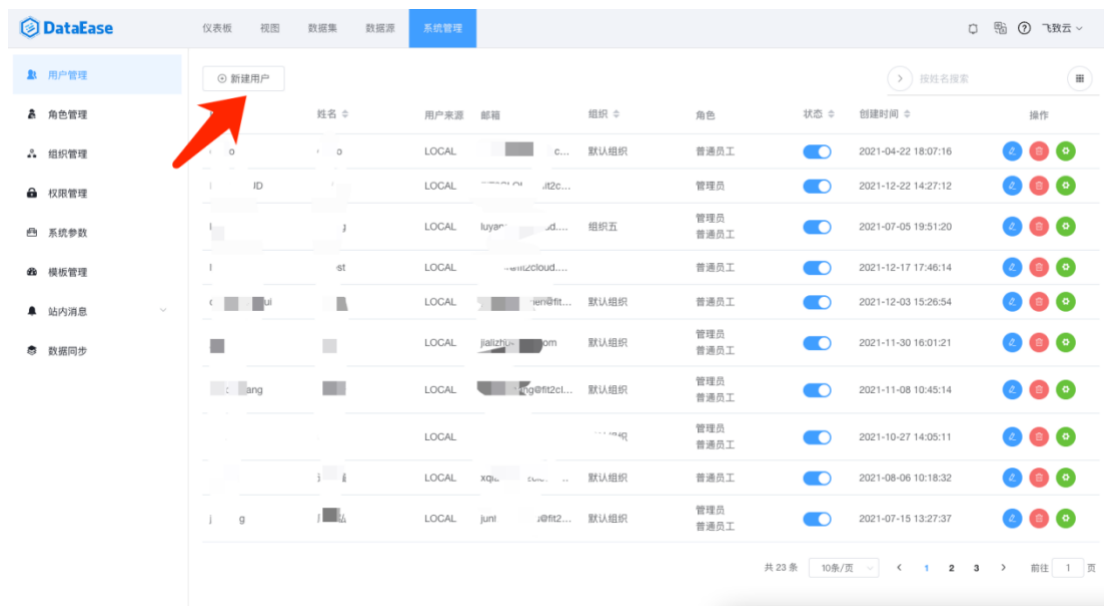 DataEase 仪表板 视图 数据集 数据源 系统管理 飞致云
用户管理
角色管理
组织管理
权限管理
系统参数
模板管理
站内消息
数据同步
新建用户 按姓名搜索
姓名 用户来源 邮箱 组织 角色 状态 创建时间 操作
o o LOCAL c... 默认组织 普通员工 2021-04-22 18:07:16
ID LOCAL .it2c... 管理员 2021-12-22 14:27:12
LOCAL 组织五 管理员 2021-07-05 19:51:20
普通员工
st LOCAL cloud.... 普通员工 2021-12-17 17:46:14
ui LOCAL en@fit... 默认组织 普通员工 2021-12-03 15:26:54
LOCAL om 默认组织 管理员 2021-11-30 16:01:21
普通员工
ang LOCAL ng@fit2cl... 默认组织 管理员 2021-11-08 10:45:14
普通员工
LOCAL 管理员 2021-10-27 14:05:11
普通员工
LOCAL 默认组织 普通员工 2021-08-06 10:18:32
j g LOCAL @fit2... 默认组织 管理员 2021-07-15 13:27:37
普通员工
共 23 条 10条/页 1 2 3 前往 1 页